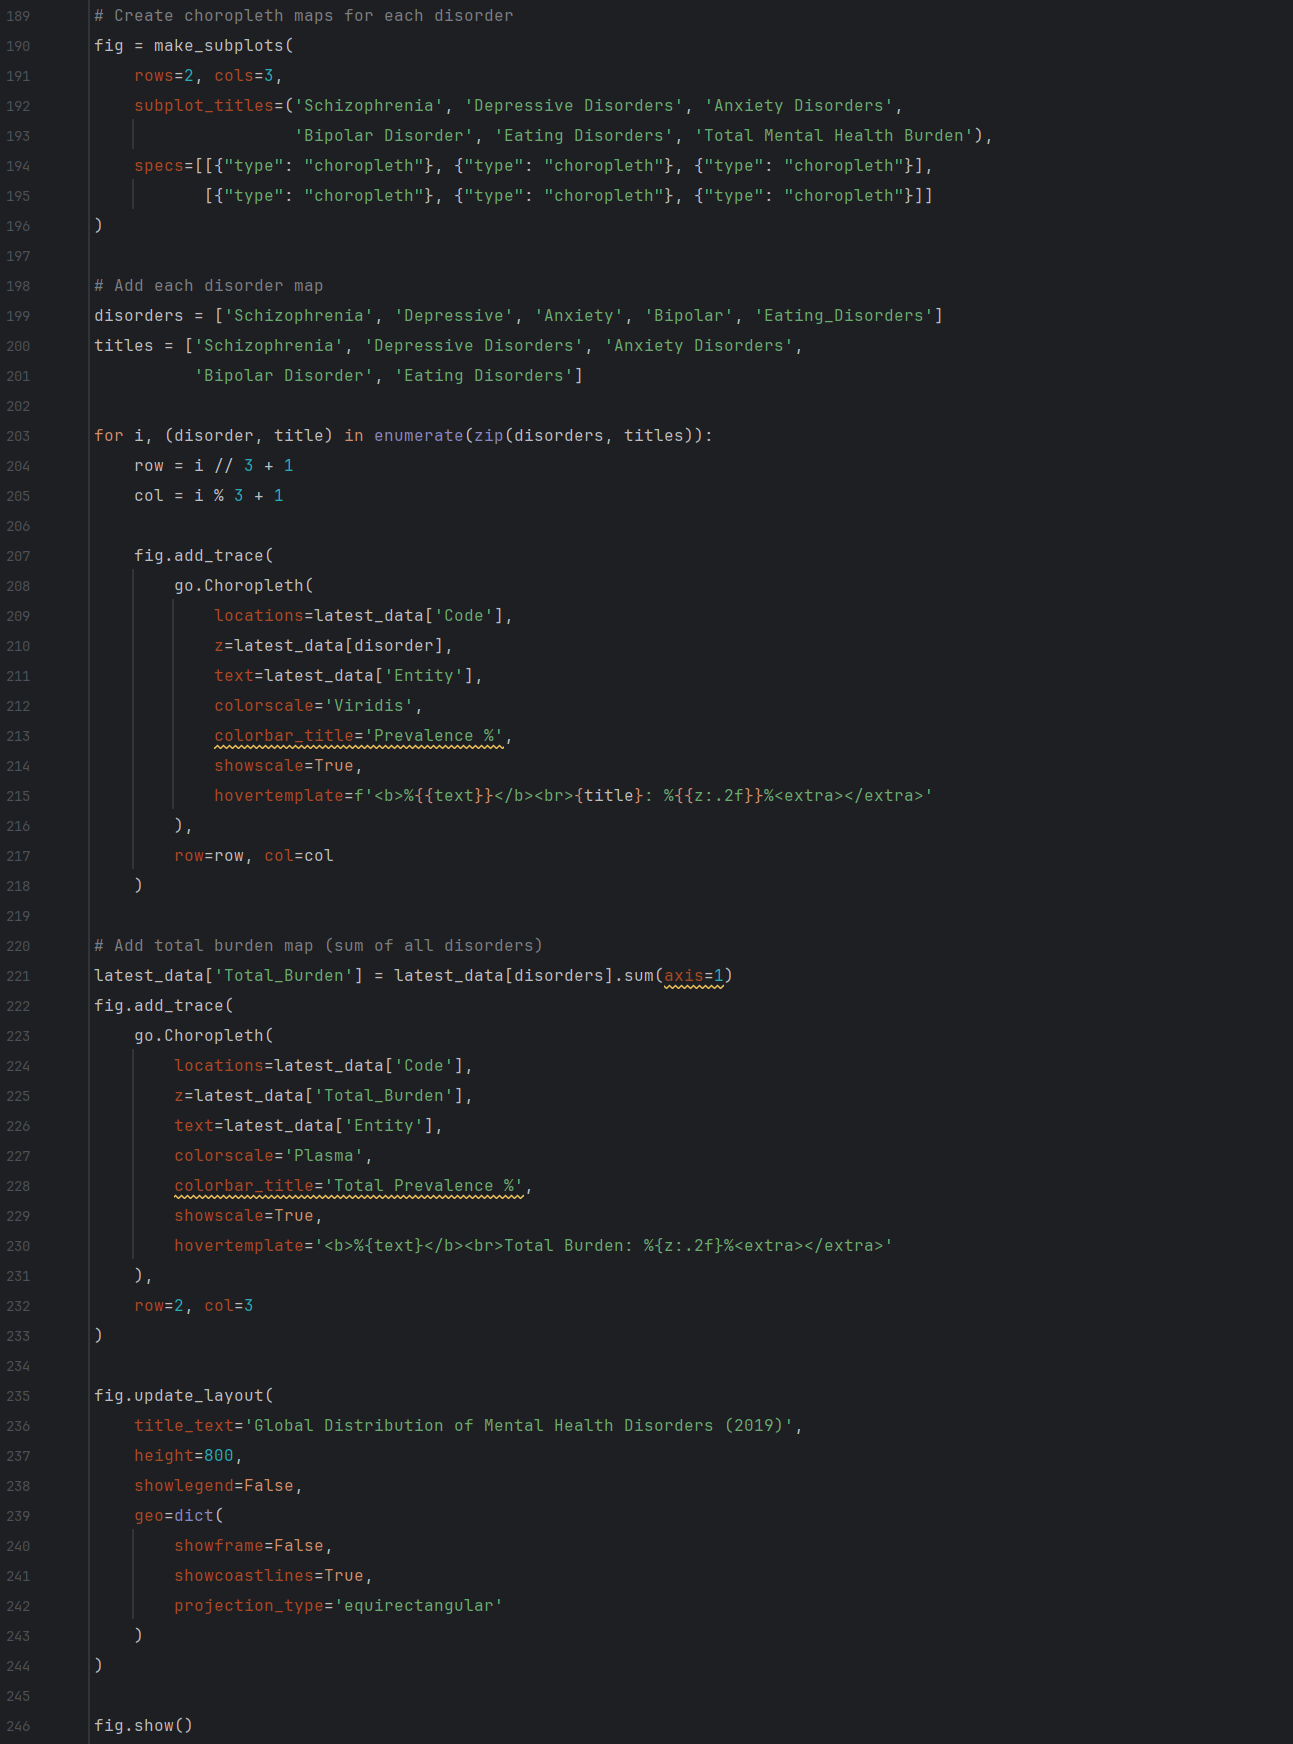 189 # Create choropleth maps for each disorder
190 fig = make_subplots(
191     rows=2, cols=3,
192     subplot_titles=('Schizophrenia', 'Depressive Disorders', 'Anxiety Disorders',
193                     'Bipolar Disorder', 'Eating Disorders', 'Total Mental Health Burden'),
194     specs=[[{"type": "choropleth"}, {"type": "choropleth"}, {"type": "choropleth"}],
195            [{"type": "choropleth"}, {"type": "choropleth"}, {"type": "choropleth"}]]
196 )
197
198 # Add each disorder map
199 disorders = ['Schizophrenia', 'Depressive', 'Anxiety', 'Bipolar', 'Eating_Disorders']
200 titles = ['Schizophrenia', 'Depressive Disorders', 'Anxiety Disorders',
201           'Bipolar Disorder', 'Eating Disorders']
202
203 for i, (disorder, title) in enumerate(zip(disorders, titles)):
204     row = i // 3 + 1
205     col = i % 3 + 1
206
207     fig.add_trace(
208         go.Choropleth(
209             locations=latest_data['Code'],
210             z=latest_data[disorder],
211             text=latest_data['Entity'],
212             colorscale='Viridis',
213             colorbar_title='Prevalence %',
214             showscale=True,
215             hovertemplate=f'<b>%{{text}}</b><br>{title}: %{{z:.2f}}%<extra></extra>'
216         ),
217         row=row, col=col
218     )
219
220 # Add total burden map (sum of all disorders)
221 latest_data['Total_Burden'] = latest_data[disorders].sum(axis=1)
222 fig.add_trace(
223     go.Choropleth(
224         locations=latest_data['Code'],
225         z=latest_data['Total_Burden'],
226         text=latest_data['Entity'],
227         colorscale='Plasma',
228         colorbar_title='Total Prevalence %',
229         showscale=True,
230         hovertemplate='<b>%{text}</b><br>Total Burden: %{z:.2f}%<extra></extra>'
231     ),
232     row=2, col=3
233 )
234
235 fig.update_layout(
236     title_text='Global Distribution of Mental Health Disorders (2019)',
237     height=800,
238     showlegend=False,
239     geo=dict(
240         showframe=False,
241         showcoastlines=True,
242         projection_type='equirectangular'
243     )
244 )
245
246 fig.show()